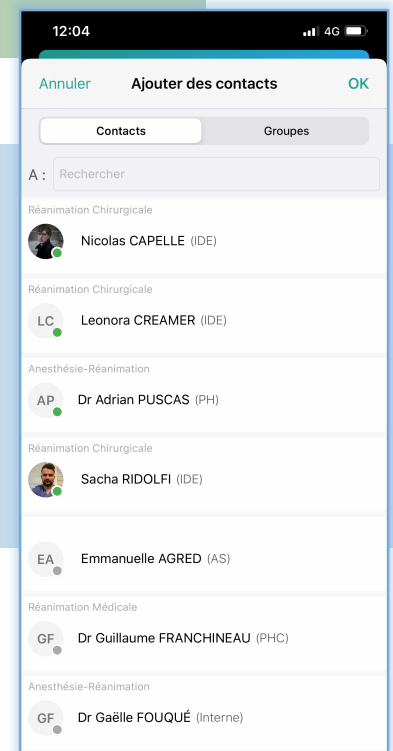 12:04 4G
Annuler Ajouter des contacts OK
Contacts Groupes
A : Rechercher
Réanimation Chirurgicale
Nicolas CAPELLE (IDE)
Réanimation Chirurgicale
LC Leonora CREAMER (IDE)
Anesthésie-Réanimation
AP Dr Adrian PUSCAS (PH)
Réanimation Chirurgicale
Sacha RIDOLFI (IDE)
EA Emmanuelle AGRED (AS)
Réanimation Médicale
GF Dr Guillaume FRANCHINEAU (PHC)
Anesthésie-Réanimation
GF Dr Gaëlle FOUQUÉ (Interne)